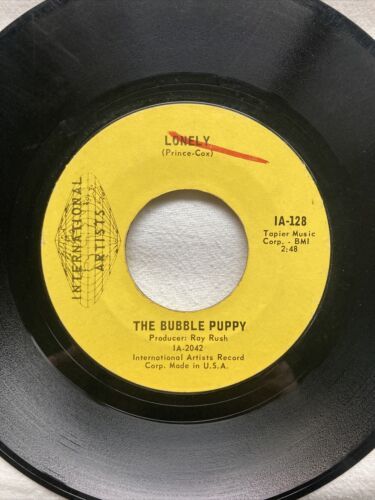 LONELY
(Prince-Cox)
INTERNATIONAL
ARTISTS
IA-128
Tapier Music
Corp. - BMI
2:48
THE BUBBLE PUPPY
Producer: Ray Rush
IA-2042
International Artists Record
Corp. Made in U.S.A.